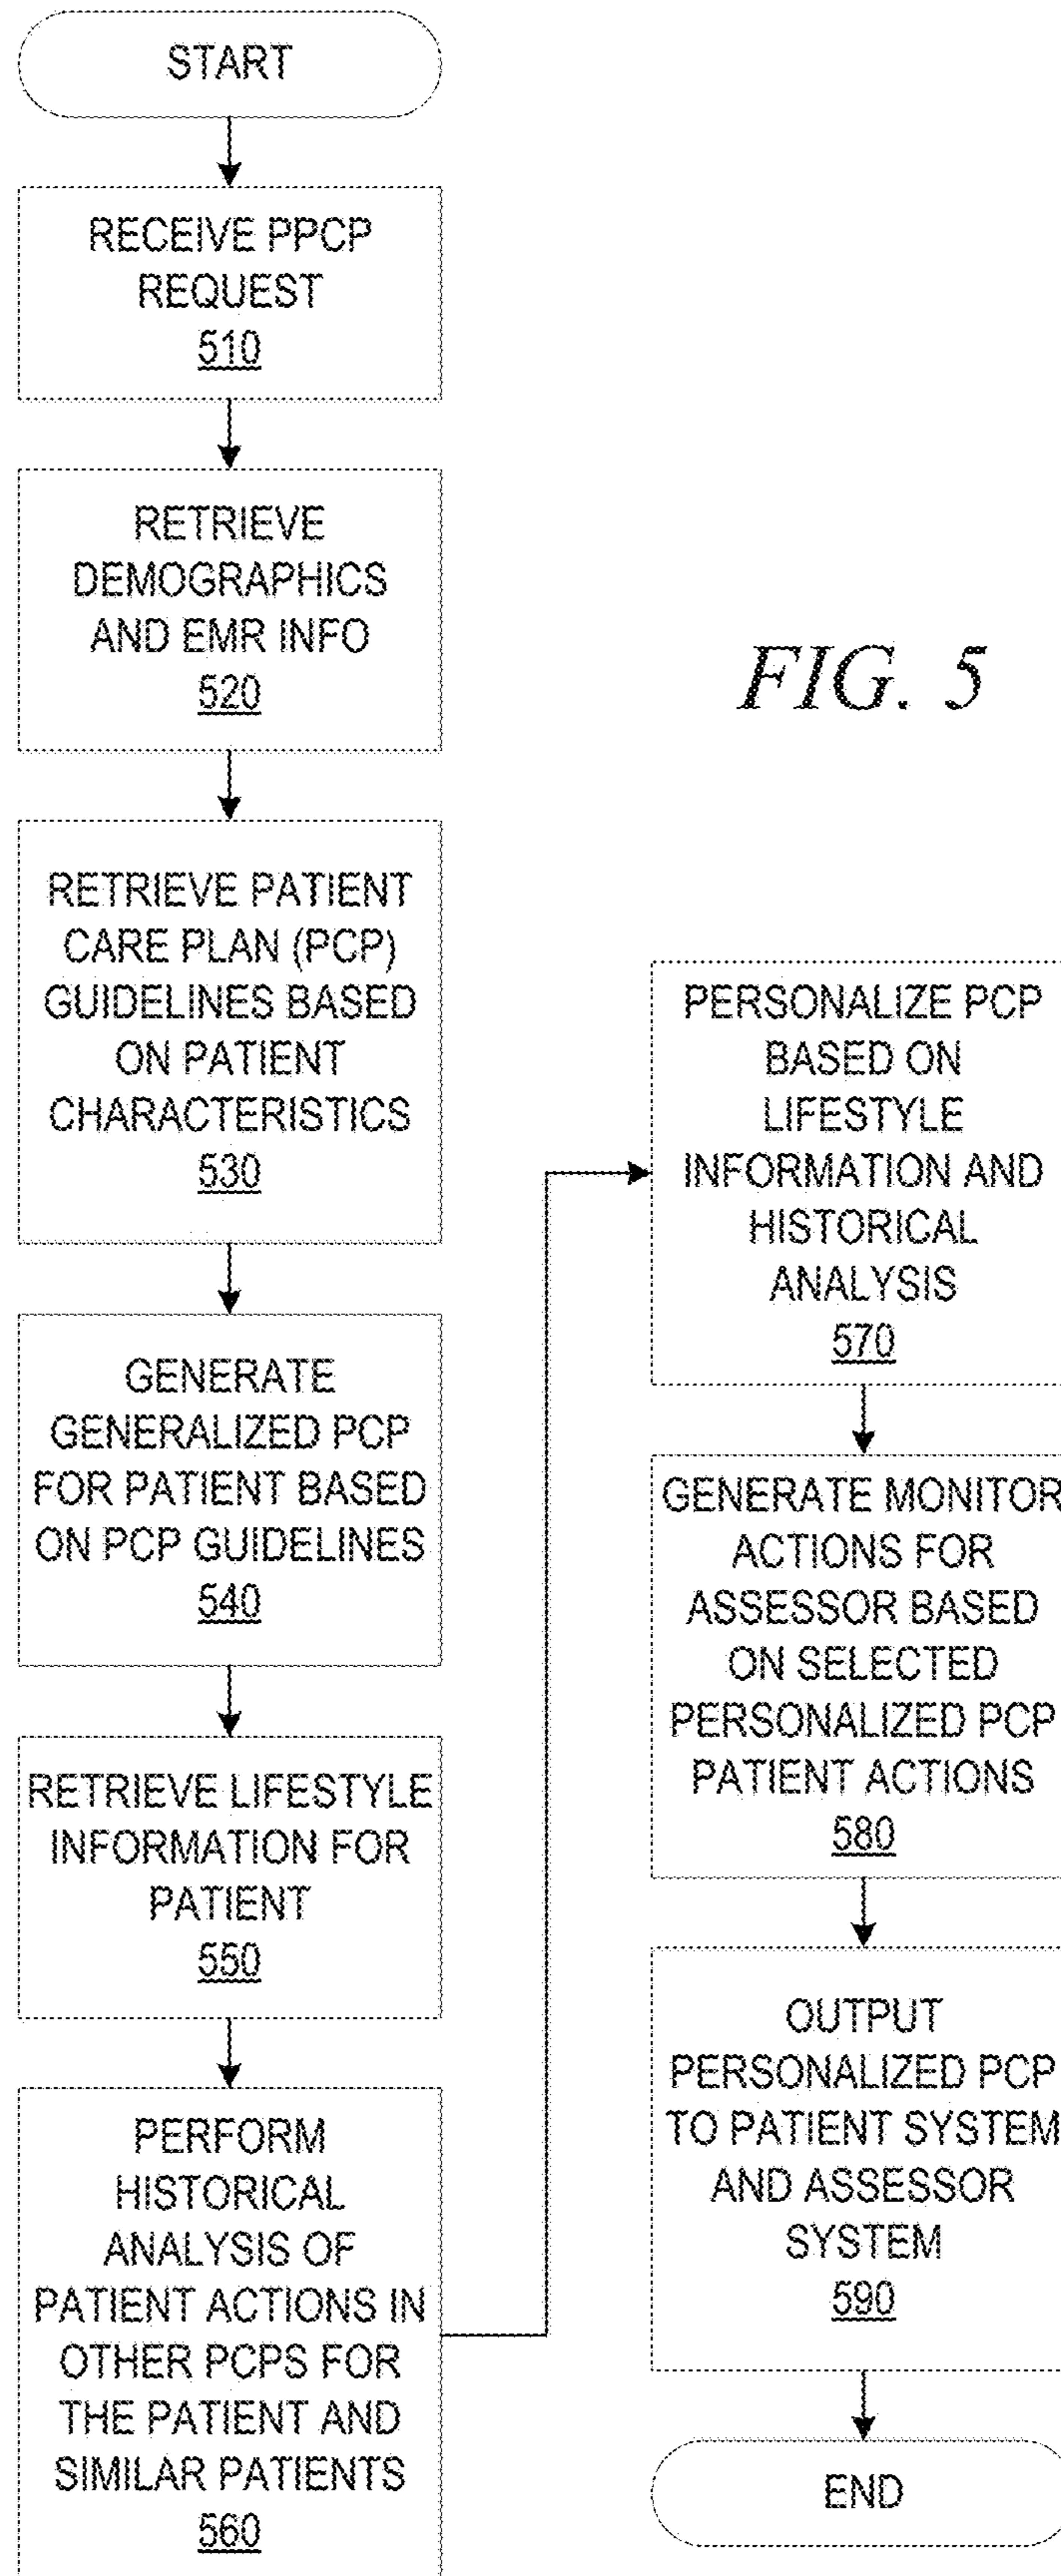 START
RECEIVE PPCP
REQUEST
510
RETRIEVE
DEMOGRAPHICS
AND EMR INFO
520
RETRIEVE PATIENT
CARE PLAN (PCP)
GUIDELINES BASED
ON PATIENT
CHARACTERISTICS
530
GENERATE
GENERALIZED PCP
FOR PATIENT BASED
ON PCP GUIDELINES
540
RETRIEVE LIFESTYLE
INFORMATION FOR
PATIENT
550
PERFORM
HISTORICAL
ANALYSIS OF
PATIENT ACTIONS IN
OTHER PCPS FOR
THE PATIENT AND
SIMILAR PATIENTS
560
FIG. 5
PERSONALIZE PCP
BASED ON
LIFESTYLE
INFORMATION AND
HISTORICAL
ANALYSIS
570
GENERATE MONITOR
ACTIONS FOR
ASSESSOR BASED
ON SELECTED
PERSONALIZED PCP
PATIENT ACTIONS
580
OUTPUT
PERSONALIZED PCP
TO PATIENT SYSTEM
AND ASSESSOR
SYSTEM
590
END